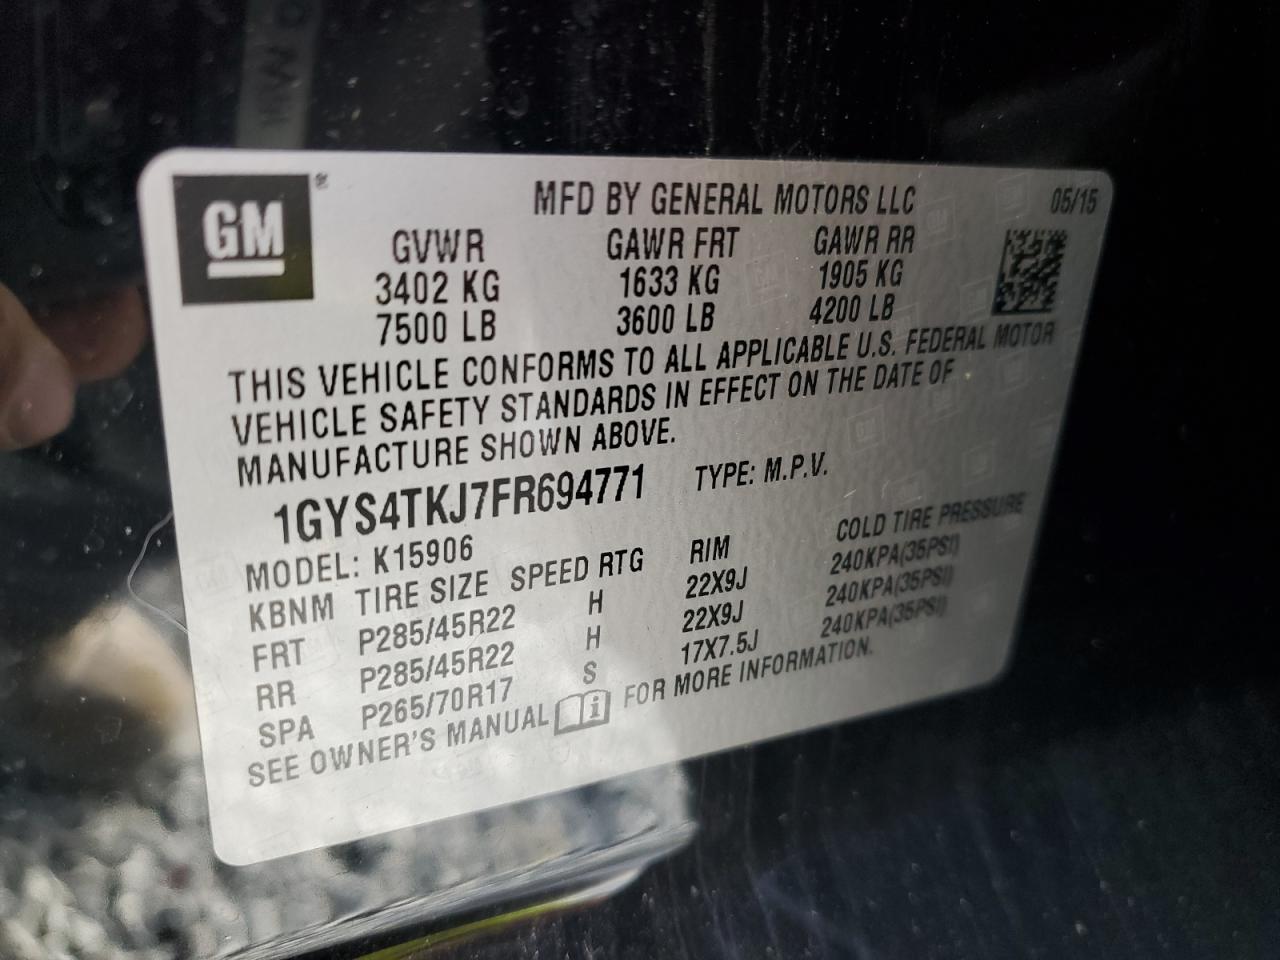 GM
®
MFD BY GENERAL MOTORS LLC 05/15
GVWR GAWR FRT GAWR RR
3402 KG 1633 KG 1905 KG
7500 LB 3600 LB 4200 LB
THIS VEHICLE CONFORMS TO ALL APPLICABLE U.S. FEDERAL MOTOR
VEHICLE SAFETY STANDARDS IN EFFECT ON THE DATE OF
MANUFACTURE SHOWN ABOVE.
1GYS4TKJ7FR694771 TYPE: M.P.V.
MODEL: K15906
KBNM TIRE SIZE SPEED RTG RIM COLD TIRE PRESSURE
FRT P285/45R22 H 22X9J 240KPA(35PSI)
RR P285/45R22 H 22X9J 240KPA(35PSI)
SPA P265/70R17 S 17X7.5J 240KPA(35PSI)
SEE OWNER'S MANUAL i FOR MORE INFORMATION.